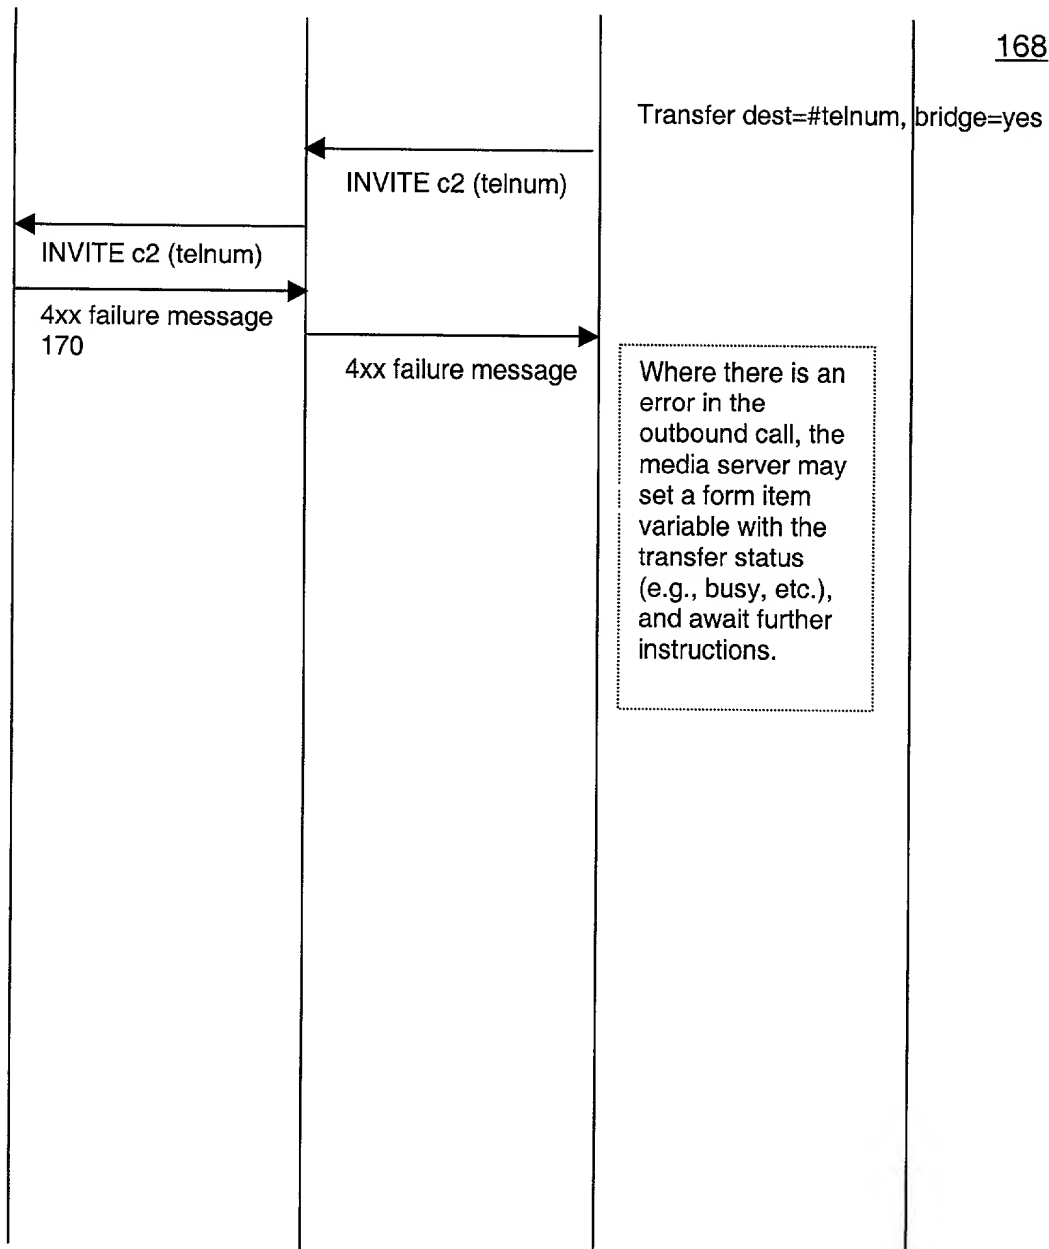 168
Transfer dest=#telnum, bridge=yes
INVITE c2 (telnum)
INVITE c2 (telnum)
4xx failure message
170
4xx failure message
Where there is an
error in the
outbound call, the
media server may
set a form item
variable with the
transfer status
(e.g., busy, etc.),
and await further
instructions.